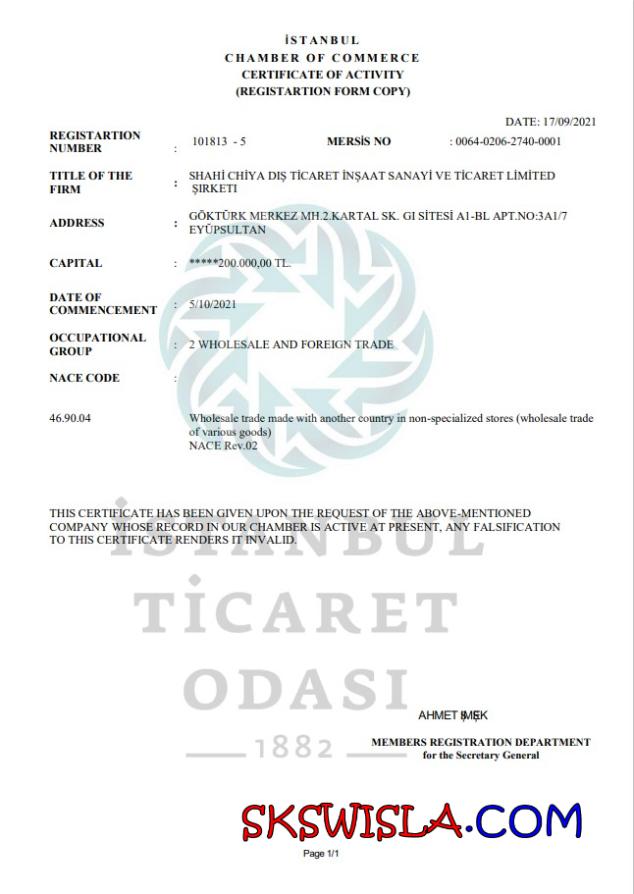 İSTANBUL
CHAMBER OF COMMERCE
CERTIFICATE OF ACTIVITY
(REGISTARTION FORM COPY)
DATE: 17/09/2021
REGISTARTION NUMBER : 101813 - 5 MERSİS NO : 0064-0206-2740-0001
TITLE OF THE FIRM : SHAHİ CHİYA DIŞ TİCARET İNŞAAT SANAYİ VE TİCARET LIMITED
ŞIRKETI
ADDRESS : GÖKTÜRK MERKEZ MH.2.KARTAL SK. GI SİTESİ A1-BL APT.NO:3A1/7
EYÜPSULTAN
CAPITAL : *****200.000,00 TL.
DATE OF COMMENCEMENT : 5/10/2021
OCCUPATIONAL GROUP : 2 WHOLESALE AND FOREIGN TRADE
NACE CODE :
46.90.04 Wholesale trade made with another country in non-specialized stores (wholesale trade
of various goods)
NACE Rev.02
THIS CERTIFICATE HAS BEEN GIVEN UPON THE REQUEST OF THE ABOVE-MENTIONED
COMPANY WHOSE RECORD IN OUR CHAMBER IS ACTIVE AT PRESENT, ANY FALSIFICATION
TO THIS CERTIFICATE RENDERS IT INVALID.
İSTANBUL
TİCARET
ODASI
1882
AHMET
MEMBERS REGISTRATION DEPARTMENT
for the Secretary General
SKSWISLA.COM
Page 1/1